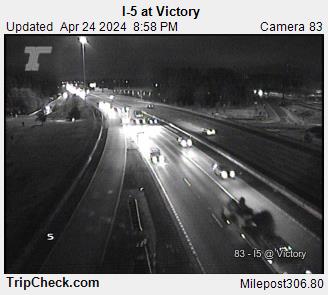 I-5 at Victory
Updated Apr 24 2024 8:58 PM Camera 83
T
S
83 - I5 @ Victory
TripCheck.com Milepost306.80